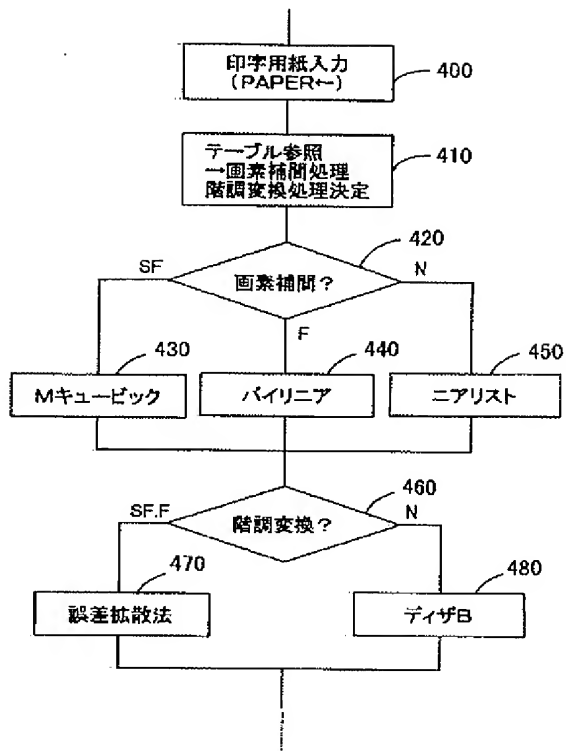 印字用紙入力
(PAPER←)
400
テーブル参照
→画素補間処理
階調変換処理決定
410
420
SF
画素補間?
N
F
430
440
450
Mキュービック
バイリニア
ニアリスト
460
SF.F
階調変換?
N
470
480
誤差拡散法
ディザB